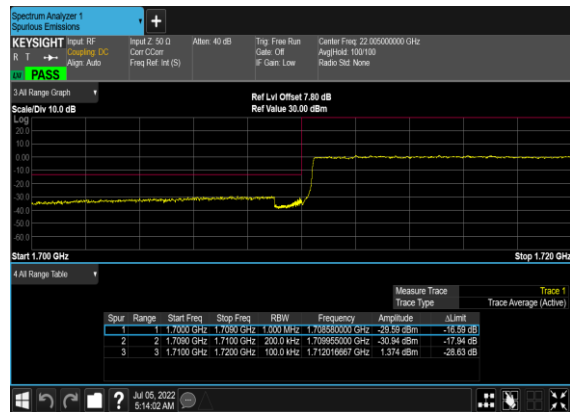 Spectrum Analyzer 1
Spurious Emissions
+
KEYSIGHT Input: RF Input Z: 50 Ω Atten: 40 dB Trig: Free Run Center Freq: 22.005000000 GHz
R T Coupling: DC Corr CCorr Gate: Off Avg|Hold: 100/100
Align: Auto Freq Ref: Int (S) IF Gain: Low Radio Std: None
PASS
3 All Range Graph
Ref Lvl Offset 7.80 dB
Scale/Div 10.0 dB Ref Value 30.00 dBm
Log
20.0
10.0
0.00
-10.0
-20.0
-30.0
-40.0
-50.0
-60.0
Start 1.700 GHz Stop 1.720 GHz
4 All Range Table
Measure Trace Trace 1
Trace Type Trace Average (Active)
Spur Range Start Freq Stop Freq RBW Frequency Amplitude ΔLimit
1 1 1.7000 GHz 1.7090 GHz 1.000 MHz 1.708580000 GHz -29.59 dBm -16.59 dB
2 2 1.7090 GHz 1.7100 GHz 200.0 kHz 1.709955000 GHz -30.94 dBm -17.94 dB
3 3 1.7100 GHz 1.7200 GHz 100.0 kHz 1.712016667 GHz 1.374 dBm -28.63 dB
? Jul 05, 2022
5:14:02 AM